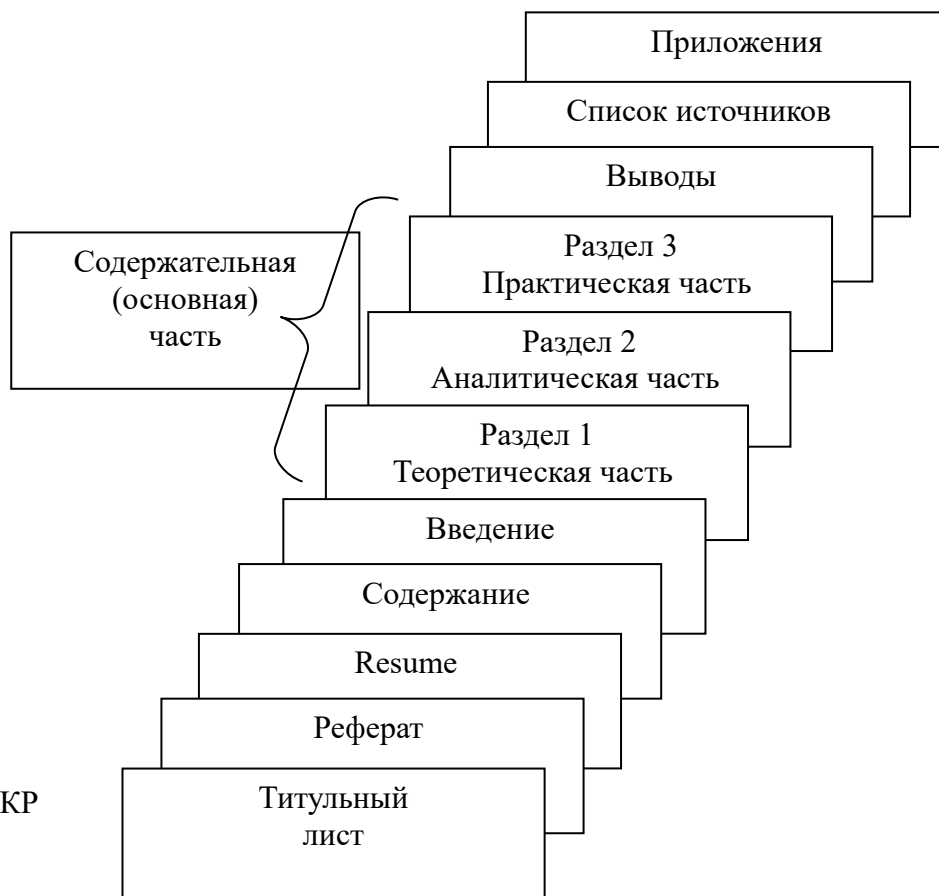 Приложения
Список источников
Выводы
Раздел 3
Практическая часть
Содержательная
(основная)
часть
Раздел 2
Аналитическая часть
Раздел 1
Теоретическая часть
Введение
Содержание
Resume
Реферат
КР
Титульный
лист